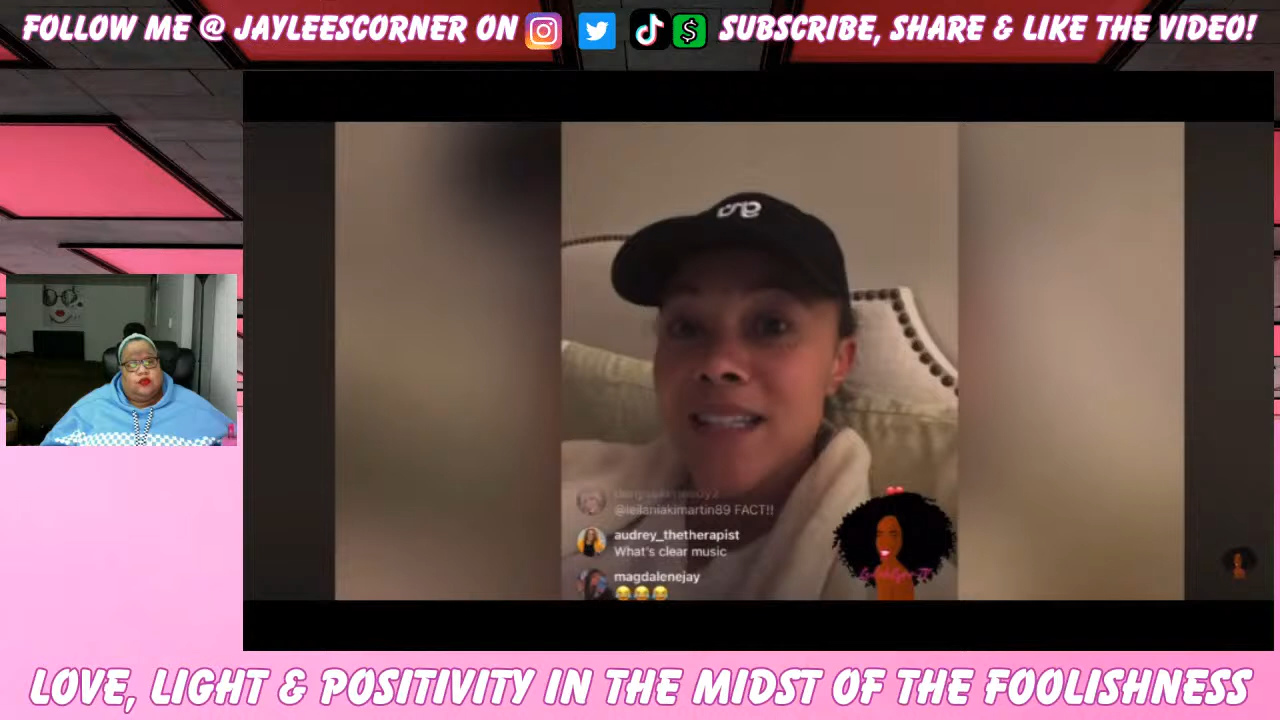 FOLLOW ME @ JAYLEESCORNER ON
SUBSCRIBE, SHARE & LIKE THE VIDEO!
@leilaniakimartin89 FACT!!
audrey_thetherapist
What's clear music
magdalenejay
😂😂😂
LOVE, LIGHT & POSITIVITY IN THE MIDST OF THE FOOLISHNESS